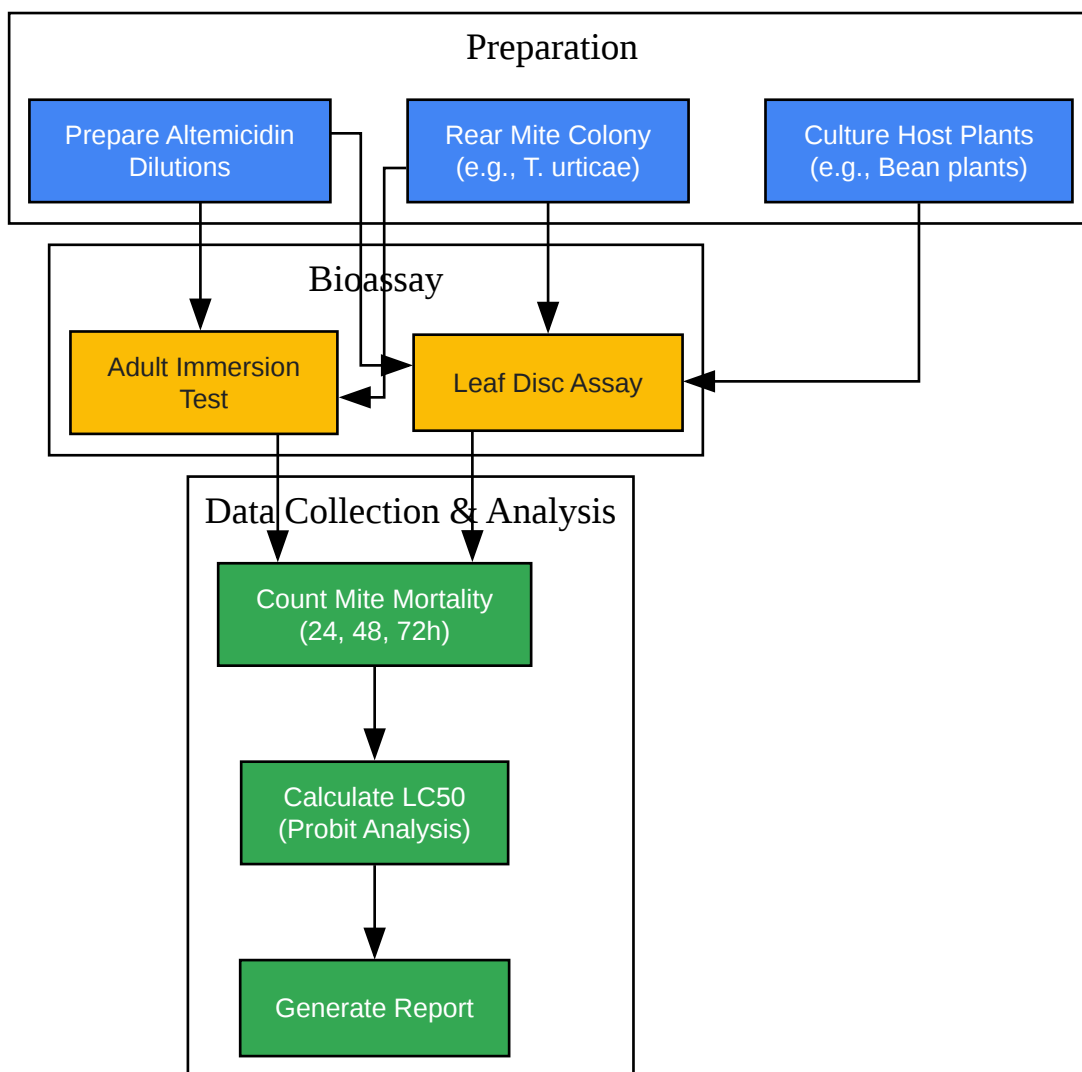 Preparation
Prepare Altemicidin
Dilutions
Rear Mite Colony
(e.g., T. urticae)
Culture Host Plants
(e.g., Bean plants)
Bioassay
Adult Immersion
Test
Leaf Disc Assay
Data Collection & Analysis
Count Mite Mortality
(24, 48, 72h)
Calculate LC50
(Probit Analysis)
Generate Report